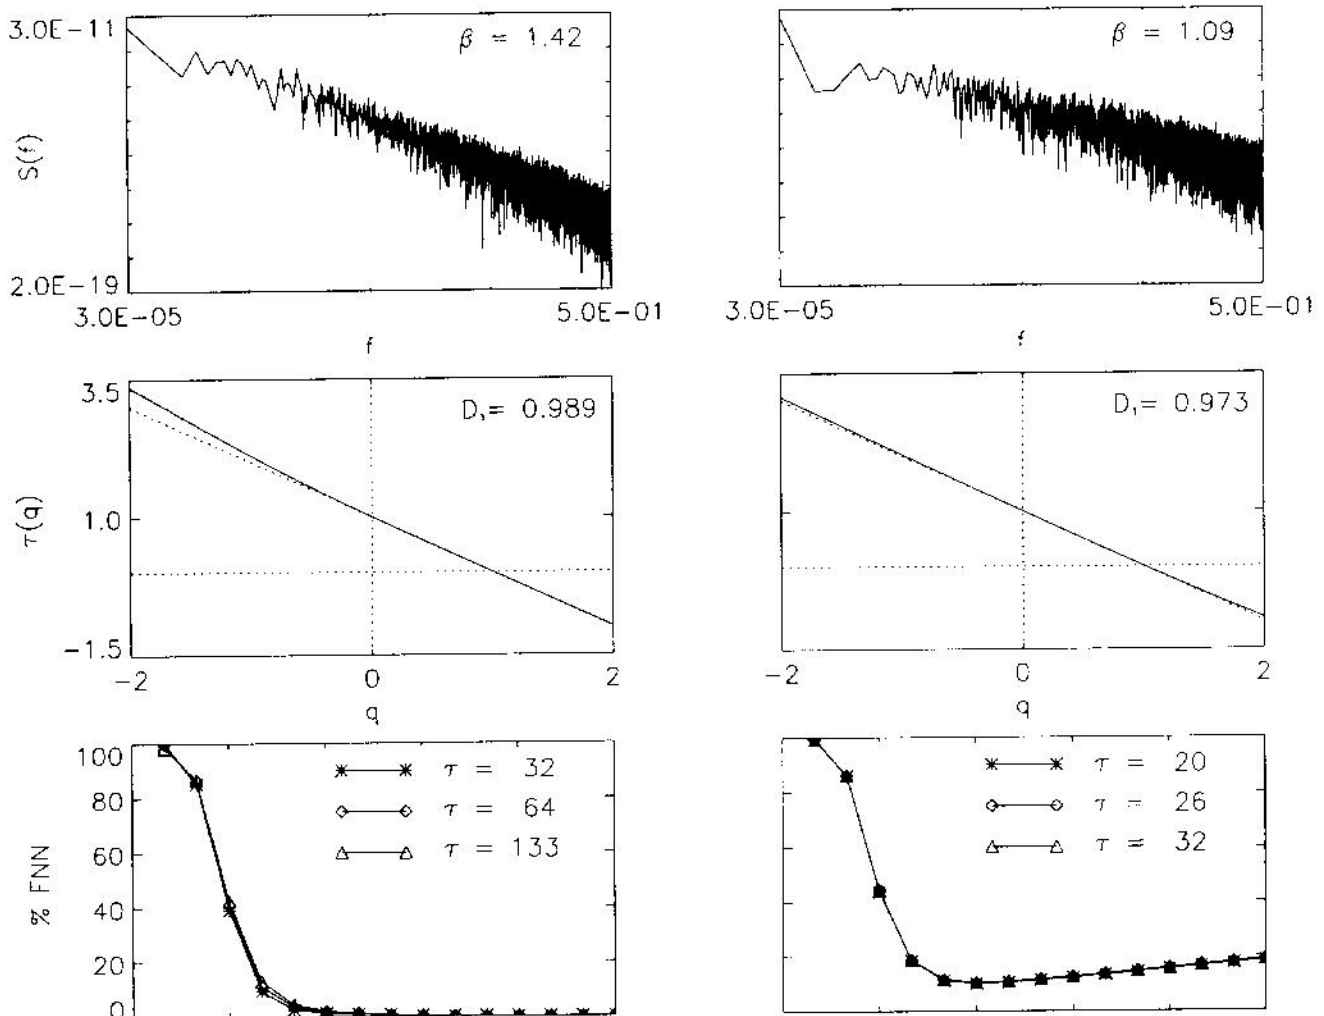 3.0E-11
β = 1.42
S(f)
2.0E-19
3.0E-05
5.0E-01
f
β = 1.09
3.0E-05
5.0E-01
f
3.5
D₁= 0.989
τ(q)
1.0
-1.5
-2
0
2
q
D₁= 0.973
-2
0
2
q
100
80
60
40
20
0
% FNN
τ = 32
τ = 64
τ = 133
τ = 20
τ = 26
τ = 32